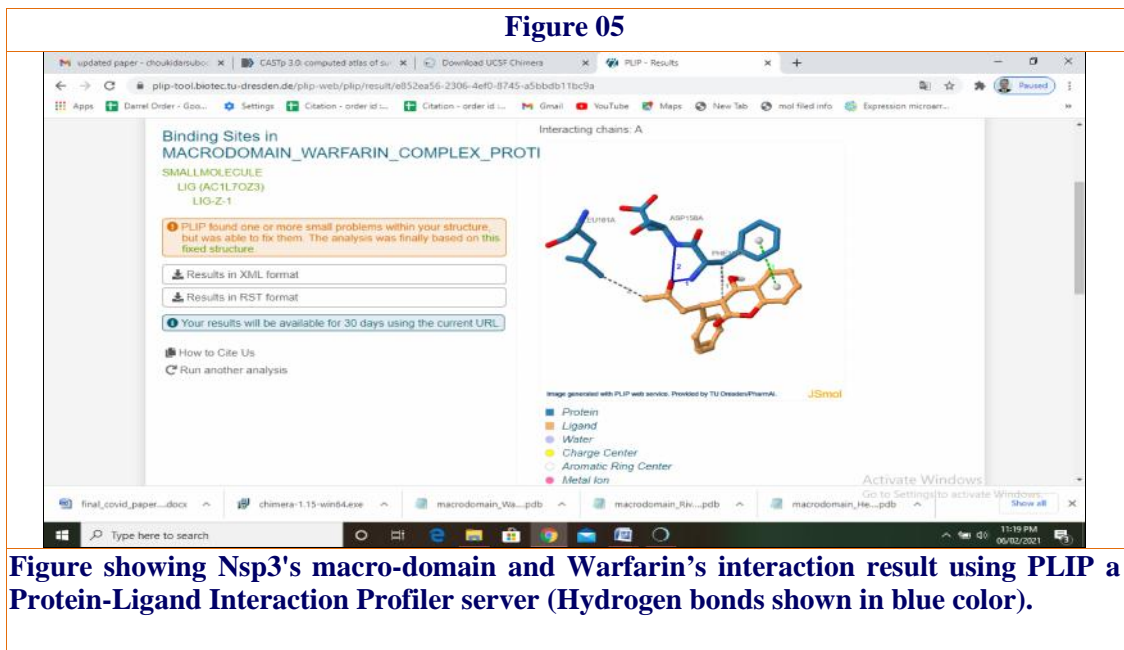 Figure 05
updated paper - choukidarsubo
CASTp 3.0: computed atlas of su
Download UCSF Chimera
PLIP - Results
plip-tool.biotec.tu-dresden.de/plip-web/plip/result/e852ea56-2306-4ef0-8745-a5bbdb11bc9a
Paused
Apps Darrel Order - Goo... Settings Citation - order id :... Citation - order id :... Gmail YouTube Maps New Tab mol filed info Expression microarr...
Binding Sites in
MACRODOMAIN_WARFARIN_COMPLEX_PROTI
SMALLMOLECULE
LIG (AC1L7OZ3)
LIG-Z-1
PLIP found one or more small problems within your structure,
but was able to fix them. The analysis was finally based on this
fixed structure.
Results in XML format
Results in RST format
Your results will be available for 30 days using the current URL
How to Cite Us
Run another analysis
Interacting chains: A
ASP158A
2
1
Image generated with PLIP web service. Provided by TU Dresden/PharmAI.
JSmol
Protein
Ligand
Water
Charge Center
Aromatic Ring Center
Metal Ion
Activate Windows
Go to Settings to activate Windows.
final_covid_paper....docx
chimera-1.15-win64.exe
macrodomain_Wa....pdb
macrodomain_Riv....pdb
macrodomain_He....pdb
Show all
Type here to search
11:19 PM
06/02/2021
Figure showing Nsp3's macro-domain and Warfarin’s interaction result using PLIP a
Protein-Ligand Interaction Profiler server (Hydrogen bonds shown in blue color).